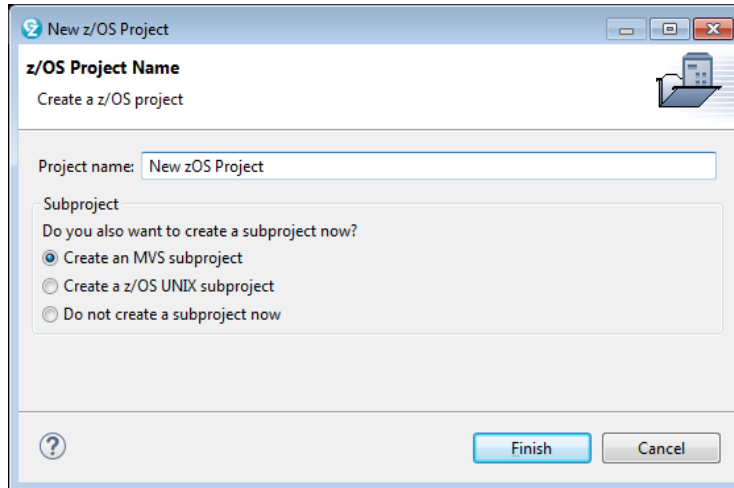 New z/OS Project
z/OS Project Name
Create a z/OS project
Project name: New zOS Project
Subproject
Do you also want to create a subproject now?
Create an MVS subproject
Create a z/OS UNIX subproject
Do not create a subproject now
?
Finish Cancel